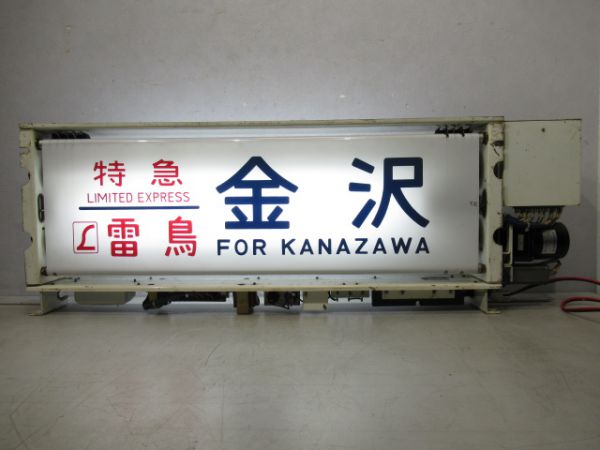 特急
LIMITED EXPRESS
L 雷鳥
金沢
FOR KANAZAWA